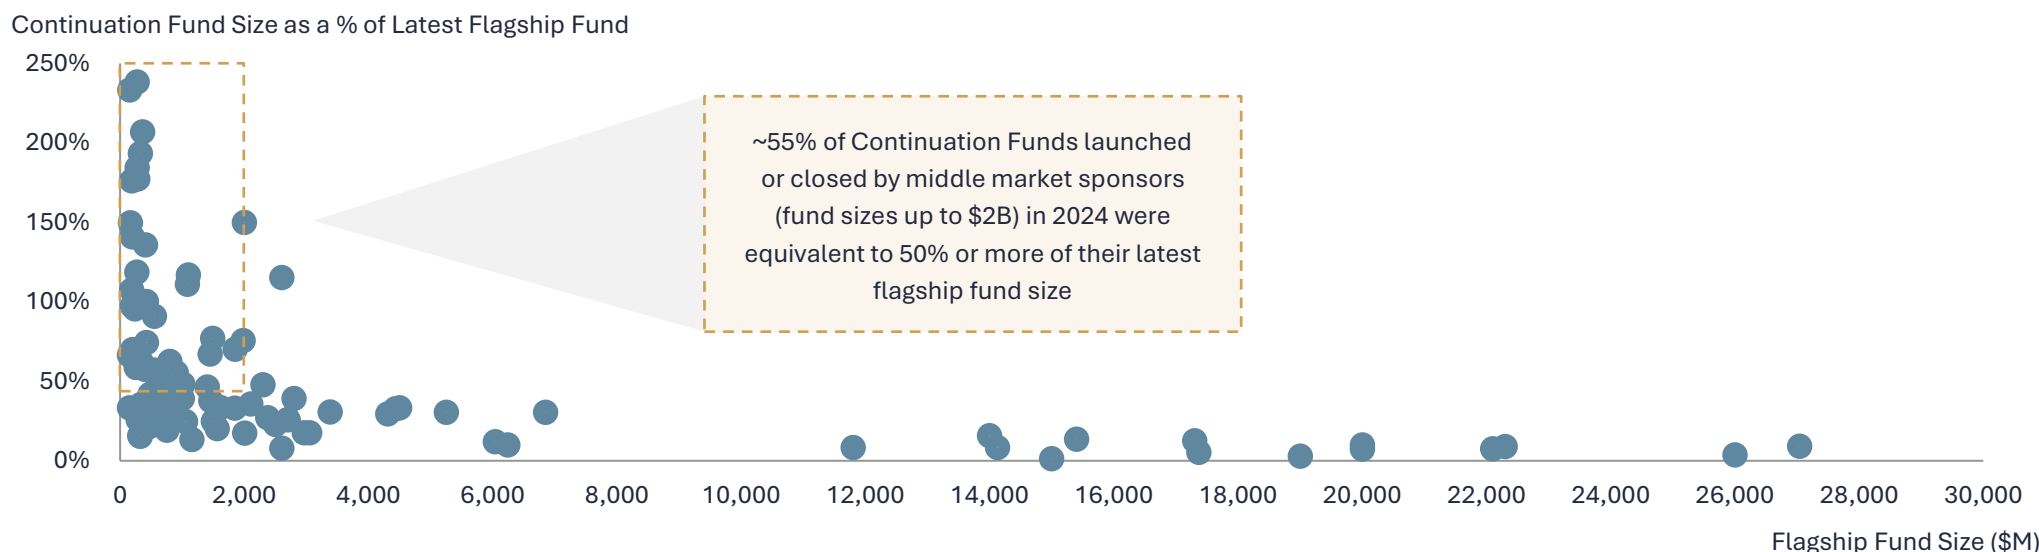 Continuation Fund Size as a % of Latest Flagship Fund
250%
200%
150%
100%
50%
0%
~55% of Continuation Funds launched
or closed by middle market sponsors
(fund sizes up to $2B) in 2024 were
equivalent to 50% or more of their latest
flagship fund size
0 2,000 4,000 6,000 8,000 10,000 12,000 14,000 16,000 18,000 20,000 22,000 24,000 26,000 28,000 30,000
Flagship Fund Size ($M)